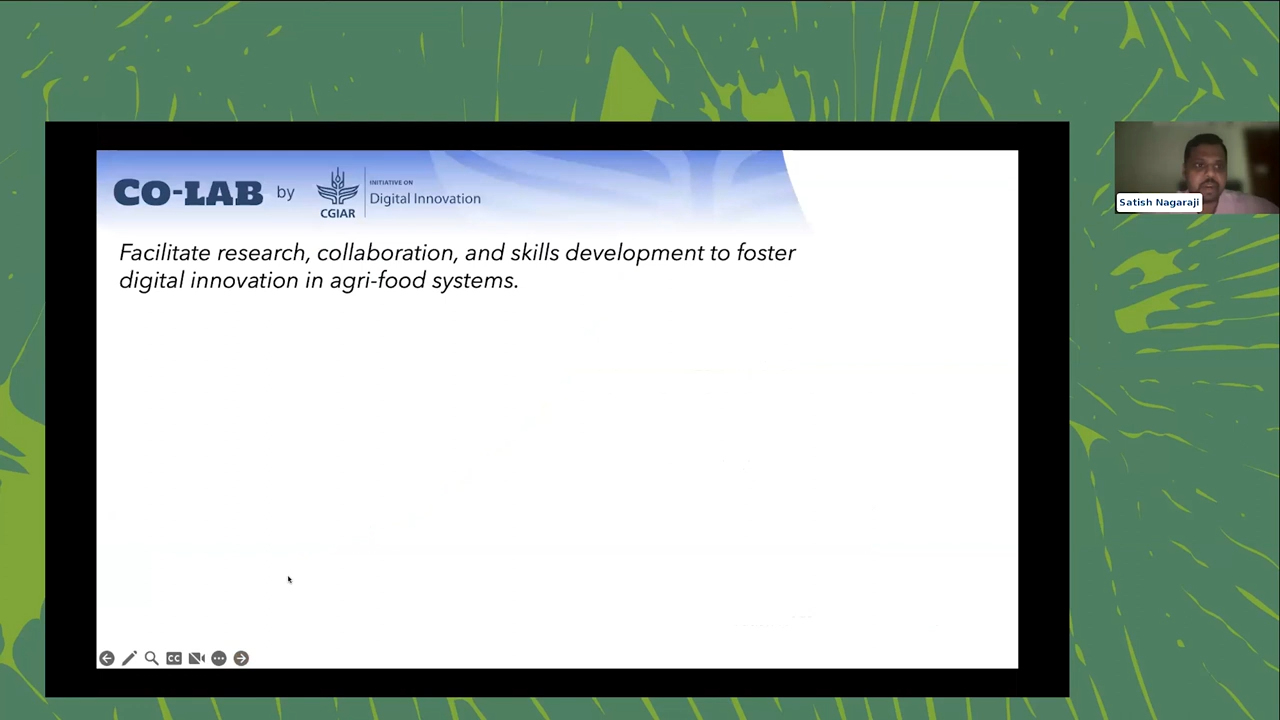 CO-LAB by
CGIAR
INITIATIVE ON
Digital Innovation
Facilitate research, collaboration, and skills development to foster
digital innovation in agri-food systems.
Satish Nagaraji
CC